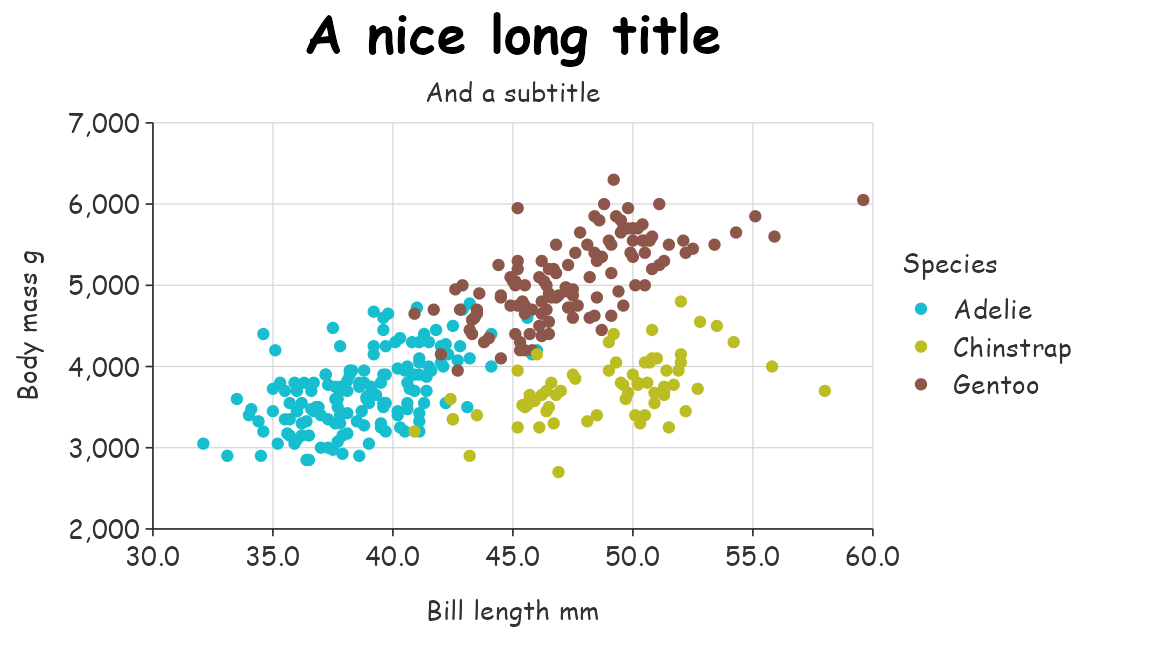 A nice long title
And a subtitle
7,000
6,000
5,000
4,000
3,000
2,000
Body mass g
30.0 35.0 40.0 45.0 50.0 55.0 60.0
Bill length mm
Species
Adelie
Chinstrap
Gentoo